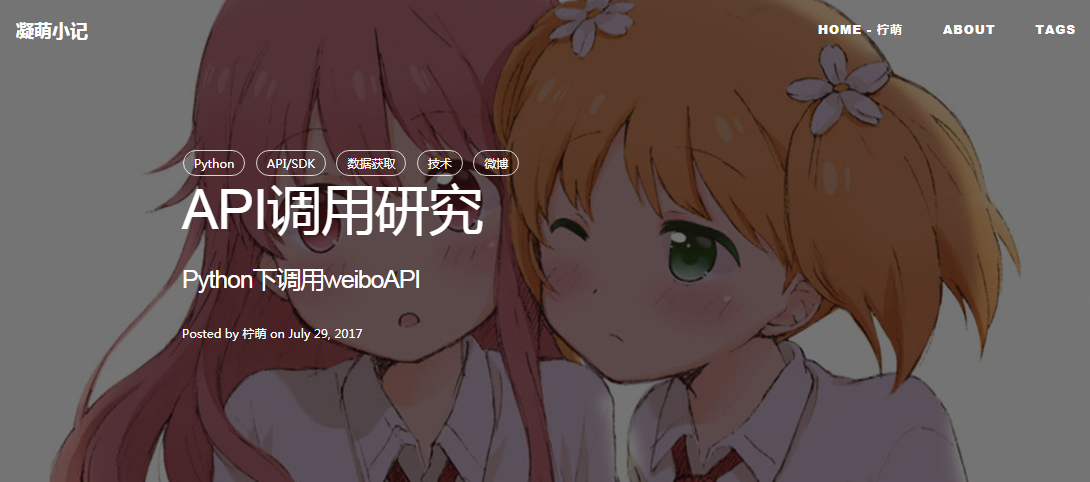 凝萌小记 HOME - 柠萌 ABOUT TAGS
Python API/SDK 数据获取 技术 微博
API调用研究
Python下调用weiboAPI
Posted by 柠萌 on July 29, 2017